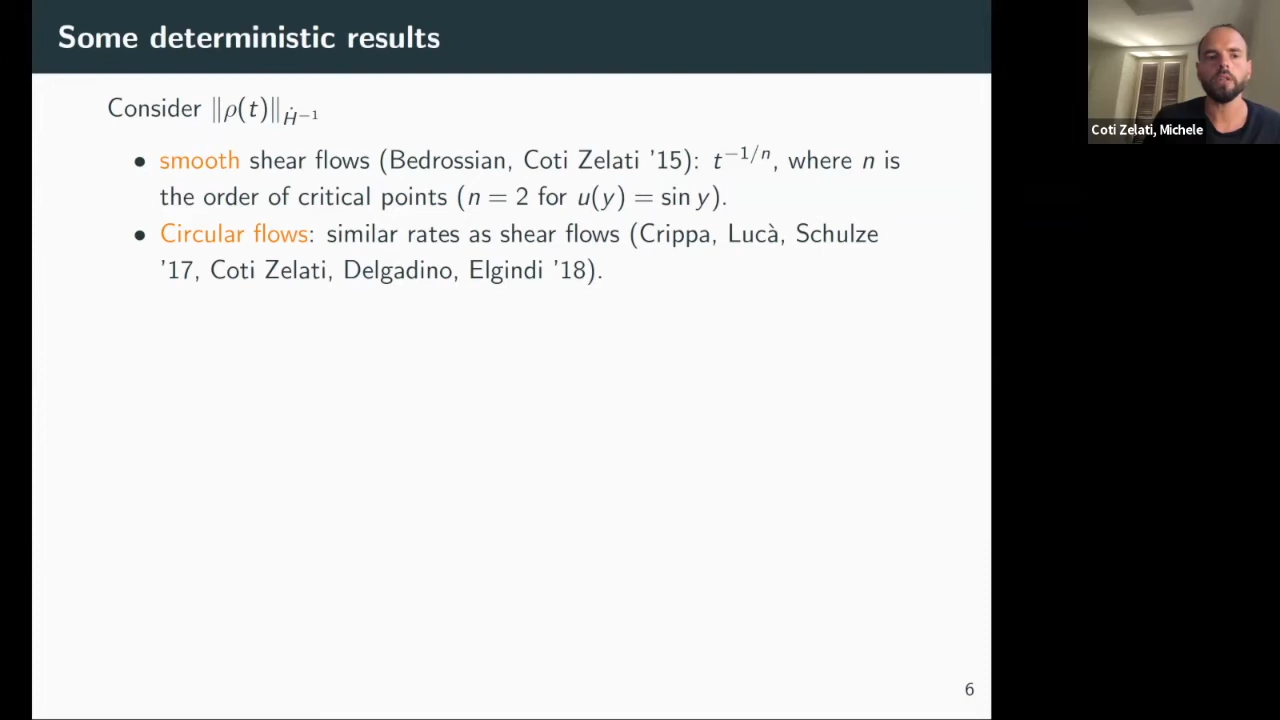 Some deterministic results
Consider ‖ρ(t)‖_{Ḣ^{−1}}
• smooth shear flows (Bedrossian, Coti Zelati '15): t^{−1/n}, where n is
the order of critical points (n = 2 for u(y) = sin y).
• Circular flows: similar rates as shear flows (Crippa, Lucà, Schulze
'17, Coti Zelati, Delgadino, Elgindi '18).
6
Coti Zelati, Michele